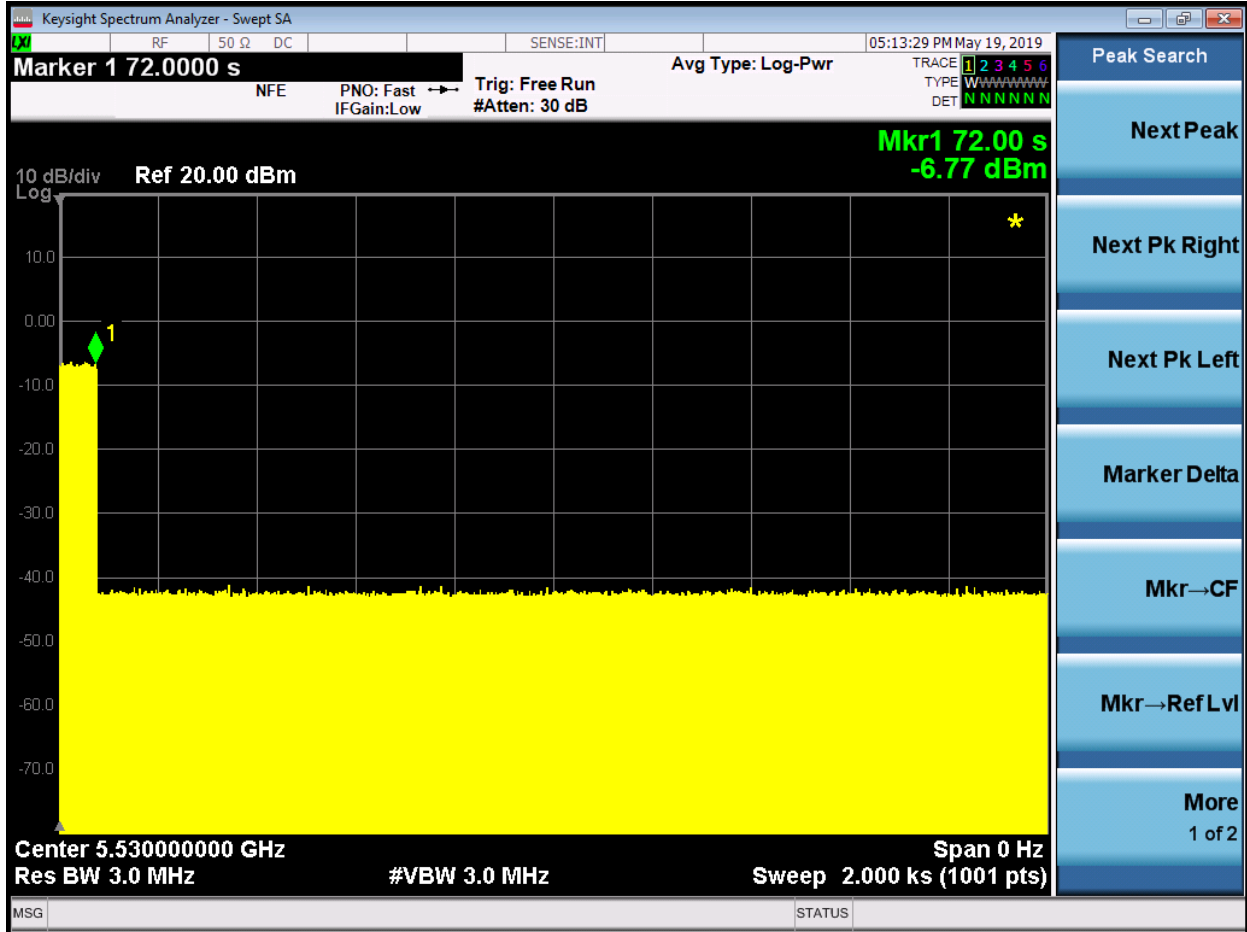 Keysight Spectrum Analyzer - Swept SA
LXI RF 50 Ω DC SENSE:INT 05:13:29 PM May 19, 2019
Marker 1 72.0000 s
NFE
PNO: Fast
IFGain:Low
Trig: Free Run
#Atten: 30 dB
Avg Type: Log-Pwr
TRACE 1 2 3 4 5 6
TYPE WWWWWW
DET N N N N N N
Mkr1 72.00 s
-6.77 dBm
10 dB/div Ref 20.00 dBm
Log
10.0
0.00
1
-10.0
-20.0
-30.0
-40.0
-50.0
-60.0
-70.0
*
Center 5.530000000 GHz Span 0 Hz
Res BW 3.0 MHz #VBW 3.0 MHz Sweep 2.000 ks (1001 pts)
MSG STATUS
Peak Search
Next Peak
Next Pk Right
Next Pk Left
Marker Delta
Mkr→CF
Mkr→Ref Lvl
More
1 of 2